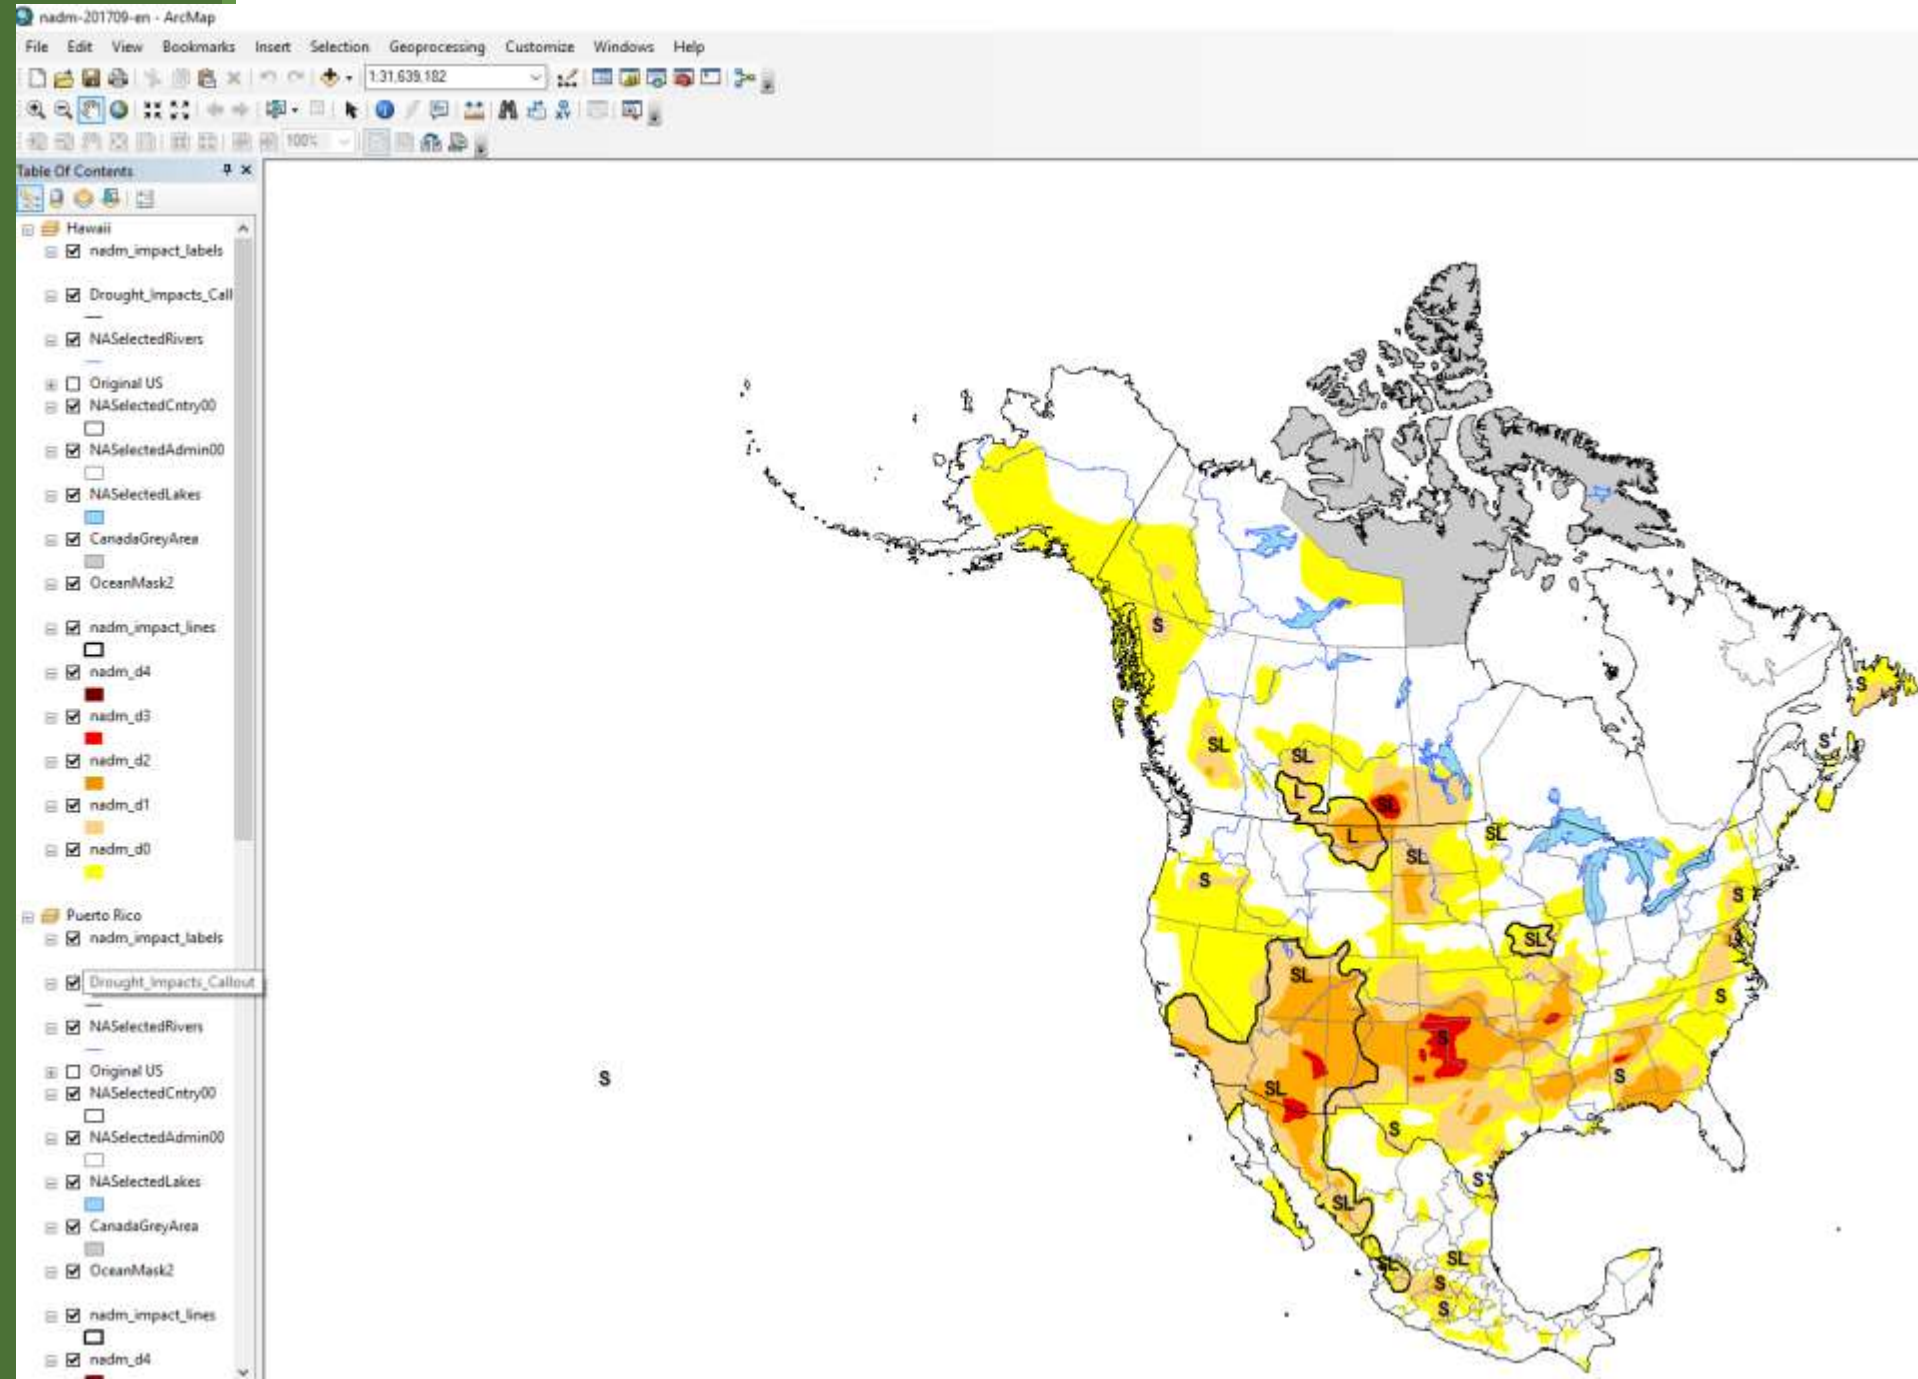 nadm-201709-en - ArcMap
File Edit View Bookmarks Insert Selection Geoprocessing Customize Windows Help
1:31,639,182
100%
Table Of Contents
Hawaii
nadm_impact_labels
Drought_Impacts_Call
NASelectedRivers
Original US
NASelectedCntry00
NASelectedAdmin00
NASelectedLakes
CanadaGreyArea
OceanMask2
nadm_impact_lines
nadm_d4
nadm_d3
nadm_d2
nadm_d1
nadm_d0
Puerto Rico
nadm_impact_labels
Drought_Impacts_Callout
NASelectedRivers
Original US
NASelectedCntry00
NASelectedAdmin00
NASelectedLakes
CanadaGreyArea
OceanMask2
nadm_impact_lines
nadm_d4
S
S
S
SL
SL
L
SL
L
SL
SL
S
S
SL
SL
S
S
S
S
SL
S
S
S
SL
SL
SL
S
S